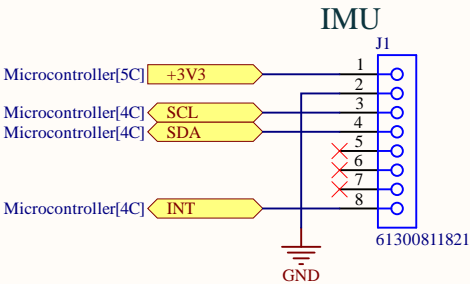 IMU
J1
Microcontroller[5C] +3V3 1
2
Microcontroller[4C] SCL 3
Microcontroller[4C] SDA 4
5
6
7
Microcontroller[4C] INT 8
61300811821
GND